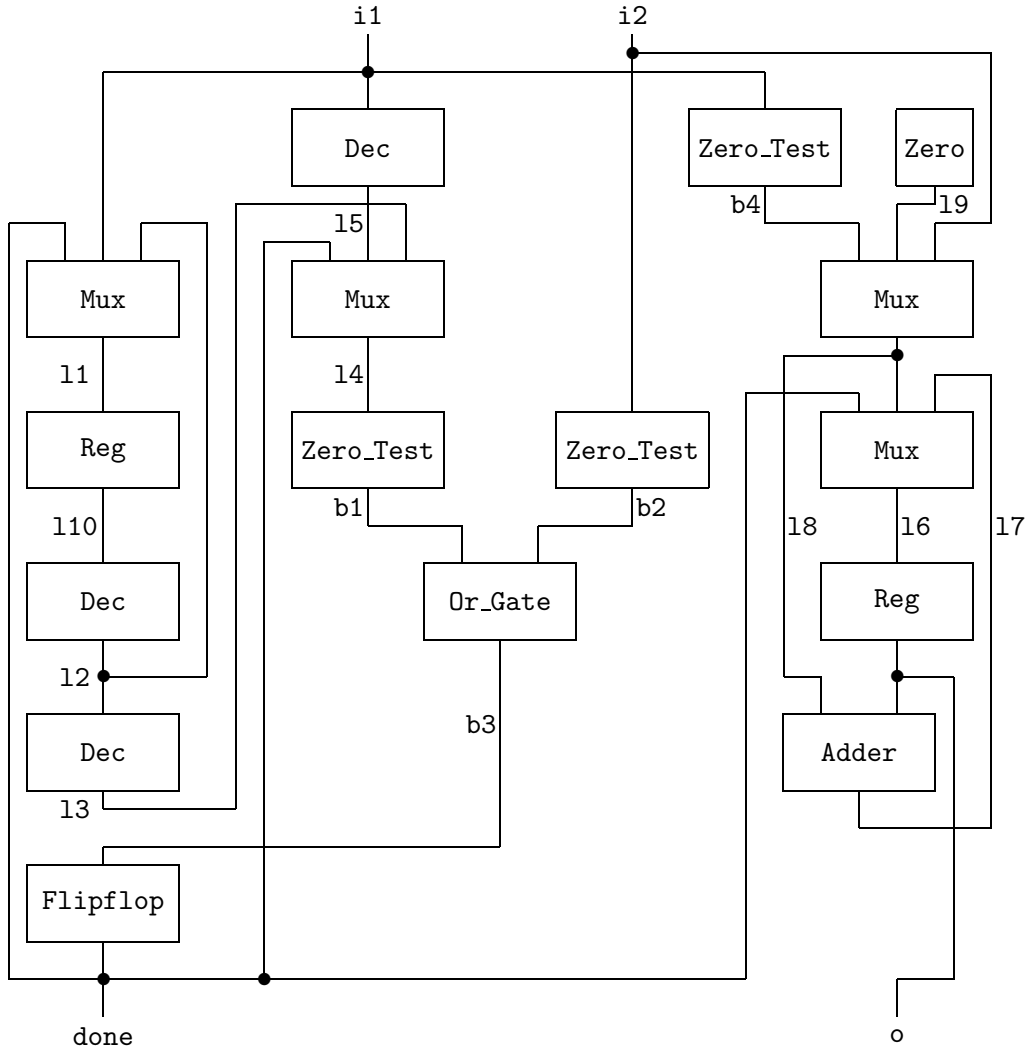 i1 i2
Dec Zero_Test Zero
l5 b4 l9
Mux Mux Mux
l1 l4
Reg Zero_Test Zero_Test Mux
b1 b2
l10 l8 l6 l7
Dec Or_Gate Reg
l2
b3
Dec Adder
l3
Flipflop
done o